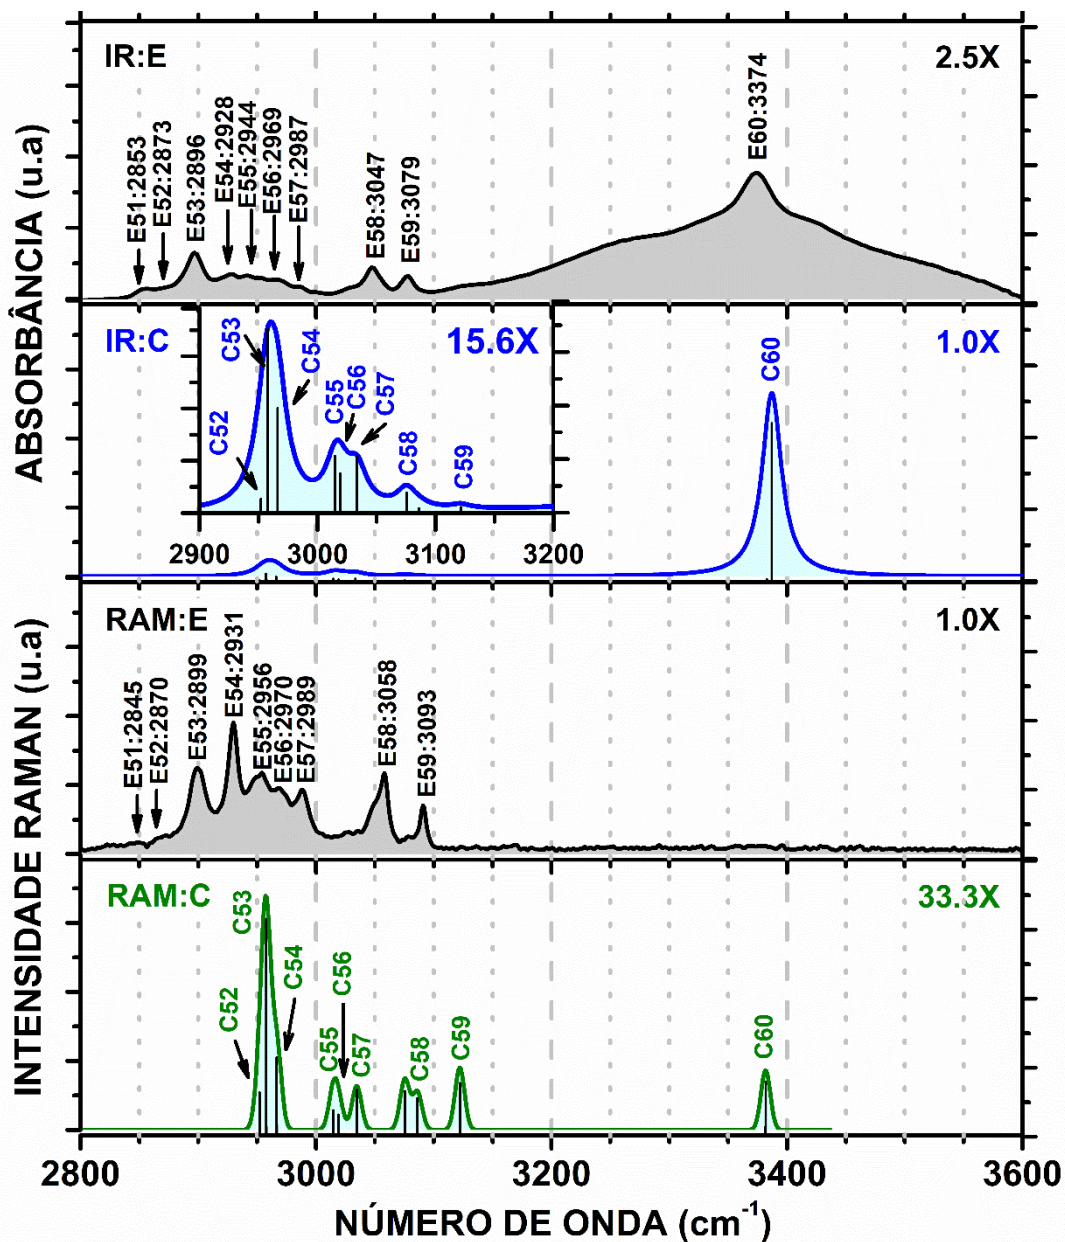 ABSORBÂNCIA (u.a)
IR:E
2.5X
E51:2853
E52:2873
E53:2896
E54:2928
E55:2944
E56:2969
E57:2987
E58:3047
E59:3079
E60:3374
IR:C
15.6X
1.0X
C52
C53
C54
C55
C56
C57
C58
C59
C60
2900
3000
3100
3200
INTENSIDADE RAMAN (u.a)
RAM:E
1.0X
E51:2845
E52:2870
E53:2899
E54:2931
E55:2956
E56:2970
E57:2989
E58:3058
E59:3093
RAM:C
33.3X
C52
C53
C54
C55
C56
C57
C58
C59
C60
2800
3000
3200
3400
3600
NÚMERO DE ONDA (cm⁻¹)